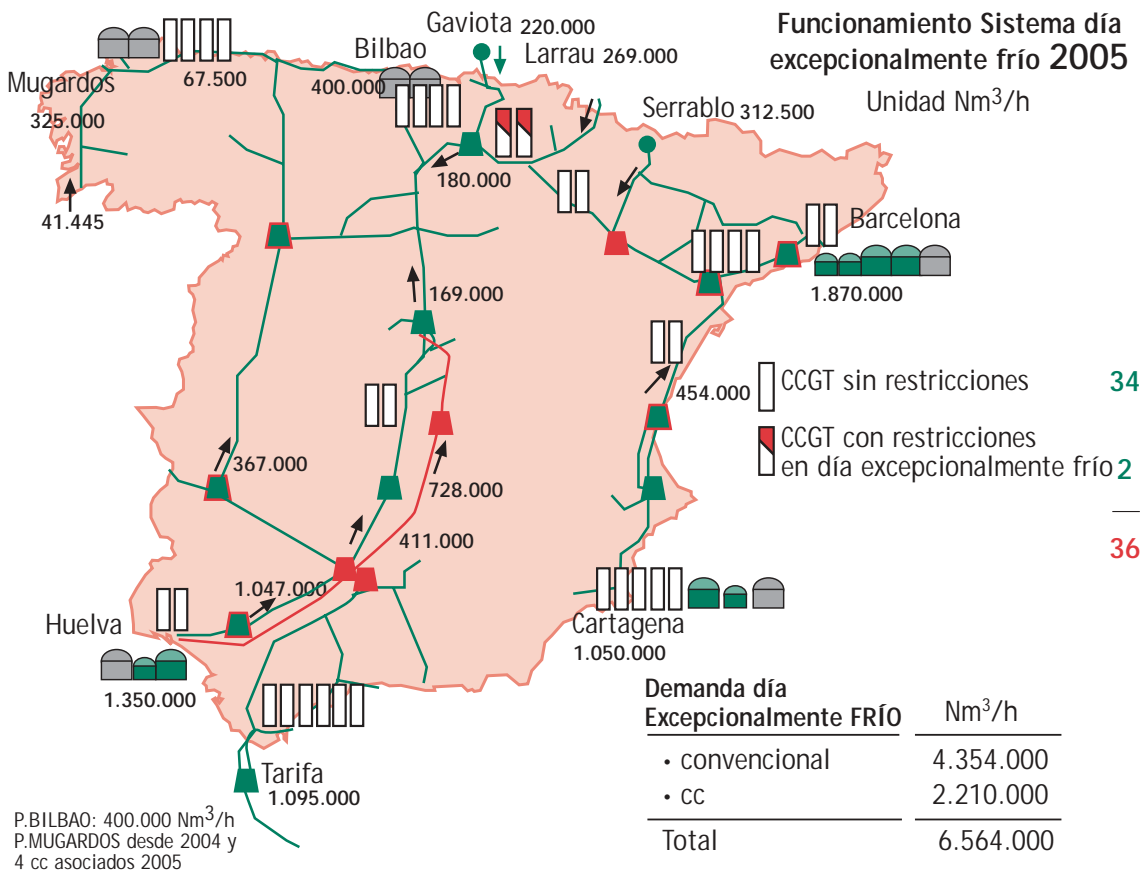 Funcionamiento Sistema día
excepcionalmente frío 2005
Unidad Nm³/h
Gaviota 220.000
Larrau 269.000
Bilbao
400.000
67.500
Mugardos
325.000
41.445
Serrablo 312.500
180.000
Barcelona
1.870.000
169.000
454.000
CCGT sin restricciones 34
CCGT con restricciones
en día excepcionalmente frío 2
36
367.000
728.000
411.000
1.047.000
Huelva
1.350.000
Cartagena
1.050.000
Tarifa
1.095.000
Demanda día
Excepcionalmente FRÍO Nm³/h
• convencional 4.354.000
• cc 2.210.000
Total 6.564.000
P.BILBAO: 400.000 Nm³/h
P.MUGARDOS desde 2004 y
4 cc asociados 2005